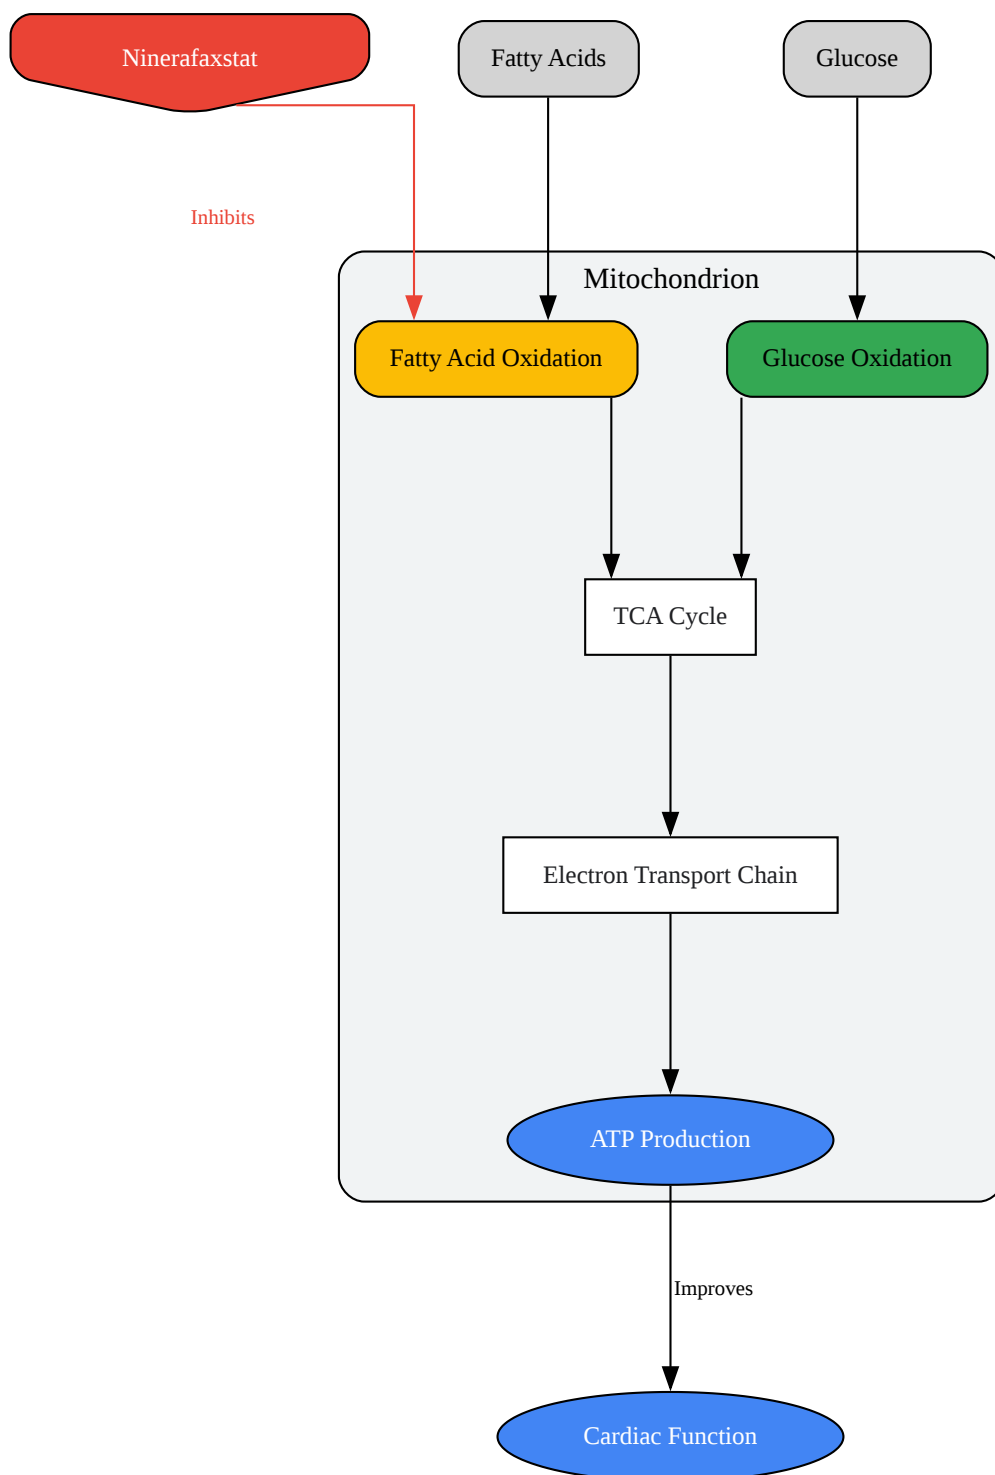 Ninerafaxstat
Fatty Acids
Glucose
Inhibits
Mitochondrion
Fatty Acid Oxidation
Glucose Oxidation
TCA Cycle
Electron Transport Chain
ATP Production
Improves
Cardiac Function